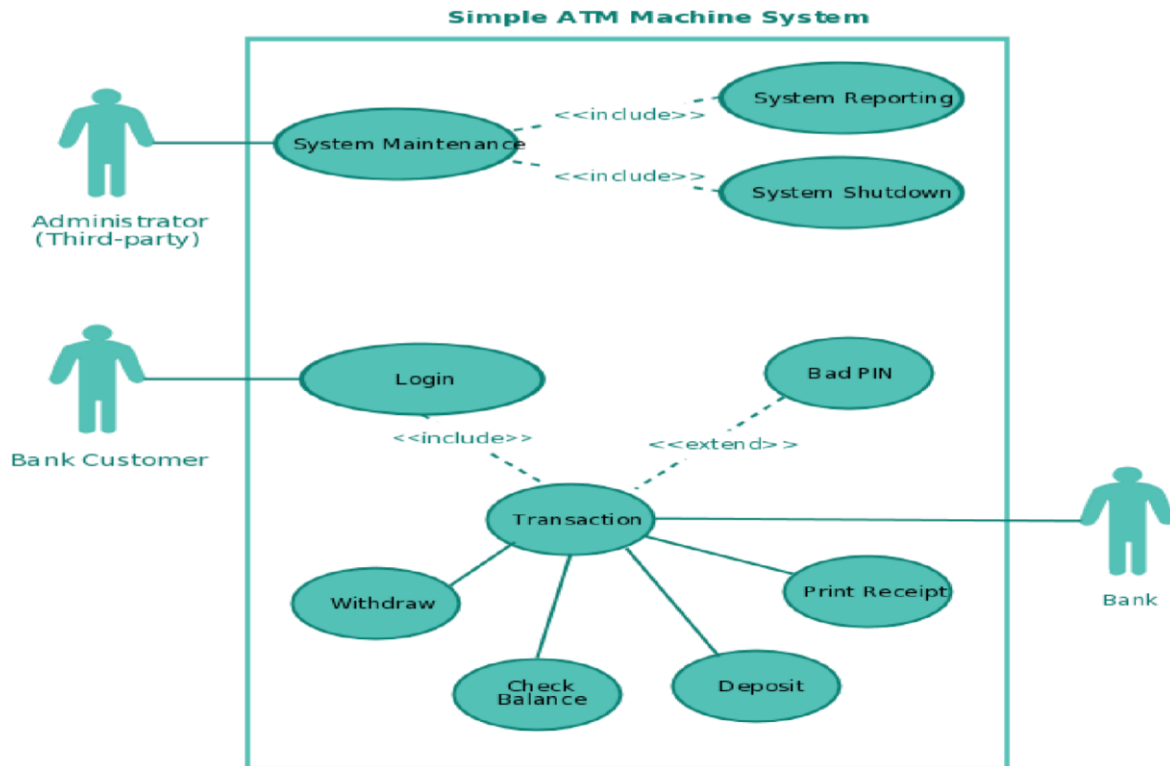 Simple ATM Machine System
System Reporting
<<include>>
System Maintenance
<<include>>
System Shutdown
Administrator
(Third-party)
Bad PIN
Login
<<include>>
<<extend>>
Bank Customer
Transaction
Print Receipt
Withdraw
Bank
Check
Balance
Deposit